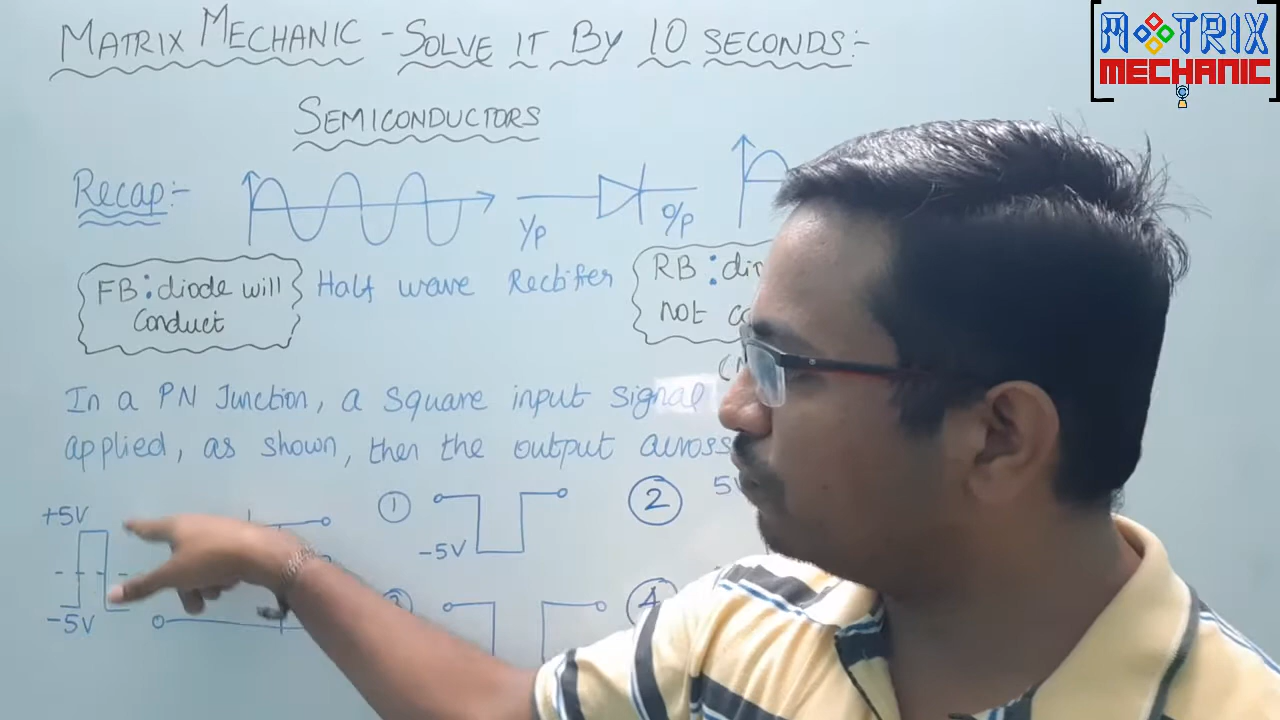 MATRIX MECHANIC - SOLVE IT BY 10 SECONDS:-
MATRIX
MECHANIC
SEMICONDUCTORS
Recap:-
I/P
O/P
FB: diode will
conduct
Half wave Rectifier
RB:
not
In a PN Junction, a square input signal
applied, as shown, then the output across
+5V
-5V
1
-5V
2
5V
3
4